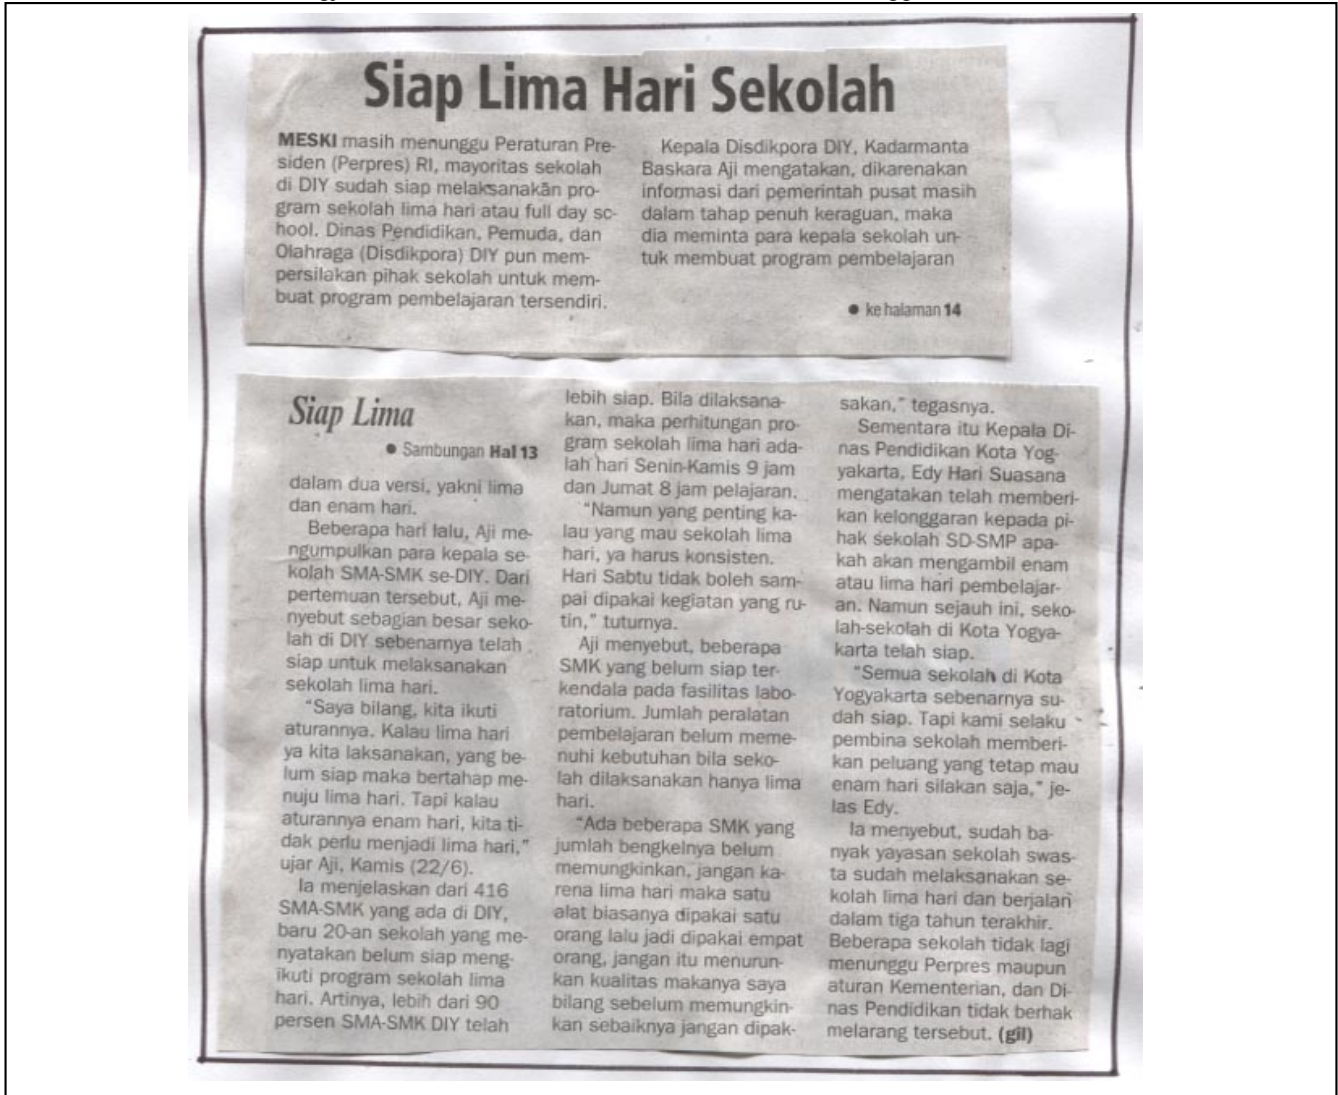 Siap Lima Hari Sekolah
MESKI masih menunggu Peraturan Pre-
siden (Perpres) RI, mayoritas sekolah
di DIY sudah siap melaksanakan pro-
gram sekolah lima hari atau full day sc-
hool. Dinas Pendidikan, Pemuda, dan
Olahraga (Disdikpora) DIY pun mem-
persilakan pihak sekolah untuk mem-
buat program pembelajaran tersendiri.
Kepala Disdikpora DIY, Kadarmanta
Baskara Aji mengatakan, dikarenakan
informasi dari pemerintah pusat masih
dalam tahap penuh keraguan, maka
dia meminta para kepala sekolah un-
tuk membuat program pembelajaran
● ke halaman 14
Siap Lima
● Sambungan Hal 13
dalam dua versi, yakni lima
dan enam hari.
Beberapa hari lalu, Aji me-
ngumpulkan para kepala se-
kolah SMA-SMK se-DIY. Dari
pertemuan tersebut, Aji me-
nyebut sebagian besar seko-
lah di DIY sebenarnya telah
siap untuk melaksanakan
sekolah lima hari.
"Saya bilang, kita ikuti
aturannya. Kalau lima hari
ya kita laksanakan, yang be-
lum siap maka bertahap me-
nuju lima hari. Tapi kalau
aturannya enam hari, kita ti-
dak perlu menjadi lima hari,"
ujar Aji, Kamis (22/6).
Ia menjelaskan dari 416
SMA-SMK yang ada di DIY,
baru 20-an sekolah yang me-
nyatakan belum siap meng-
ikuti program sekolah lima
hari. Artinya, lebih dari 90
persen SMA-SMK DIY telah
lebih siap. Bila dilaksana-
kan, maka perhitungan pro-
gram sekolah lima hari ada-
lah hari Senin-Kamis 9 jam
dan Jumat 8 jam pelajaran.
"Namun yang penting ka-
lau yang mau sekolah lima
hari, ya harus konsisten.
Hari Sabtu tidak boleh sam-
pai dipakai kegiatan yang ru-
tin," tuturnya.
Aji menyebut, beberapa
SMK yang belum siap ter-
kendala pada fasilitas labo-
ratorium. Jumlah peralatan
pembelajaran belum meme-
nuhi kebutuhan bila seko-
lah dilaksanakan hanya lima
hari.
"Ada beberapa SMK yang
jumlah bengkelnya belum
memungkinkan, jangan ka-
rena lima hari maka satu
alat biasanya dipakai satu
orang lalu jadi dipakai empat
orang, jangan itu menurun-
kan kualitas makanya saya
bilang sebelum memungkin-
kan sebaiknya jangan dipak-
sakan," tegasnya.
Sementara itu Kepala Di-
nas Pendidikan Kota Yog-
yakarta, Edy Hari Suasana
mengatakan telah memberi-
kan kelonggaran kepada pi-
hak sekolah SD-SMP apa-
kah akan mengambil enam
atau lima hari pembelajar-
an. Namun sejauh ini, seko-
lah-sekolah di Kota Yogya-
karta telah siap.
"Semua sekolah di Kota
Yogyakarta sebenarnya su-
dah siap. Tapi kami selaku
pembina sekolah memberi-
kan peluang yang tetap mau
enam hari silakan saja," je-
las Edy.
Ia menyebut, sudah ba-
nyak yayasan sekolah swas-
ta sudah melaksanakan se-
kolah lima hari dan berjalan
dalam tiga tahun terakhir.
Beberapa sekolah tidak lagi
menunggu Perpres maupun
aturan Kementerian, dan Di-
nas Pendidikan tidak berhak
melarang tersebut. (gil)